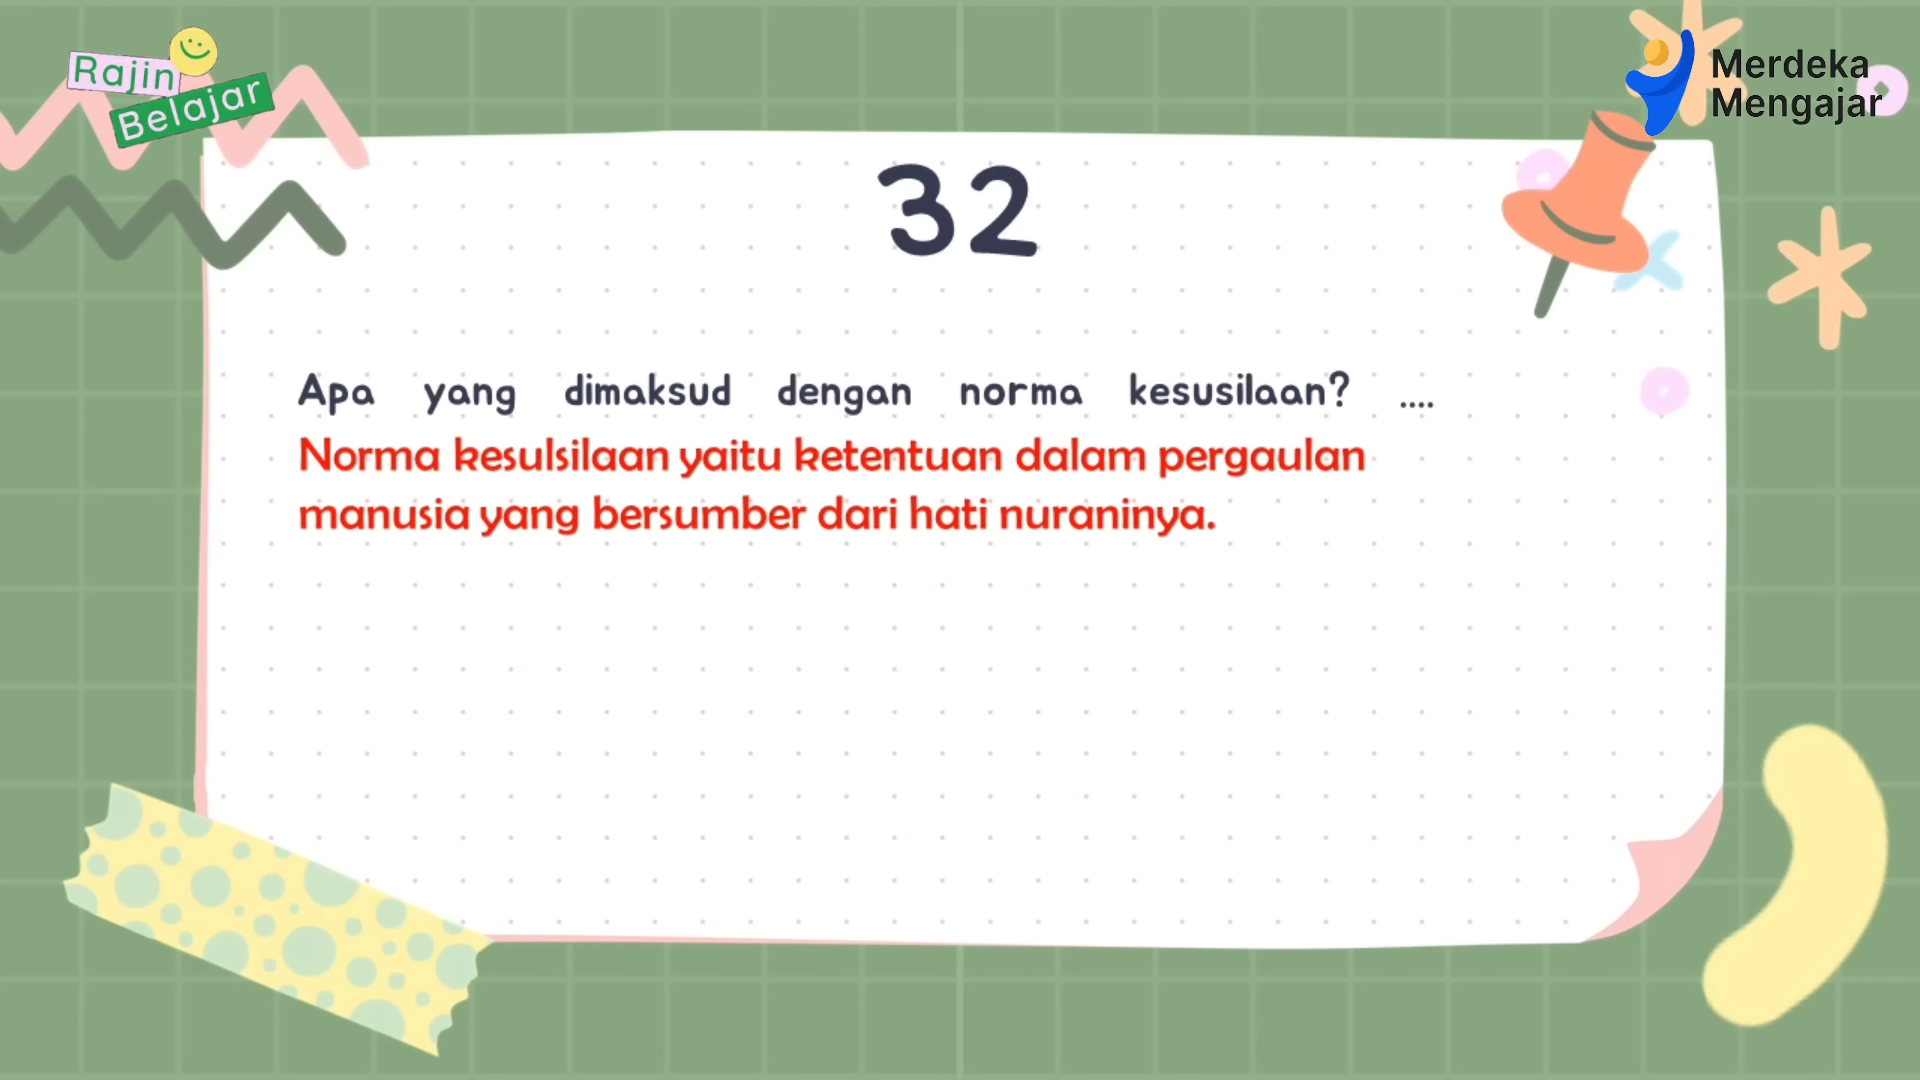 Rajin
Belajar
Merdeka
Mengajar
32
Apa yang dimaksud dengan norma kesusilaan? ....
Norma kesulsilaan yaitu ketentuan dalam pergaulan
manusia yang bersumber dari hati nuraninya.